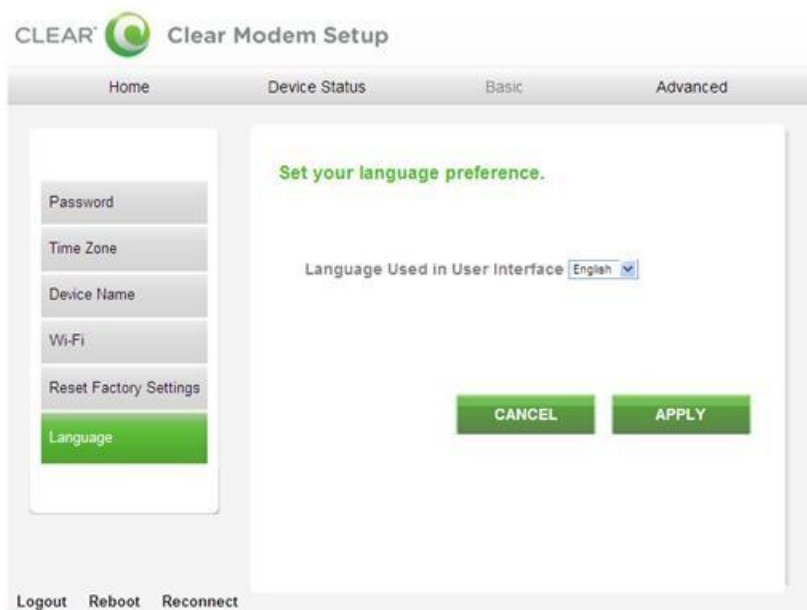 CLEAR Clear Modem Setup
Home Device Status Basic Advanced
Password
Time Zone
Device Name
Wi-Fi
Reset Factory Settings
Language
Set your language preference.
Language Used in User Interface English
CANCEL APPLY
Logout Reboot Reconnect